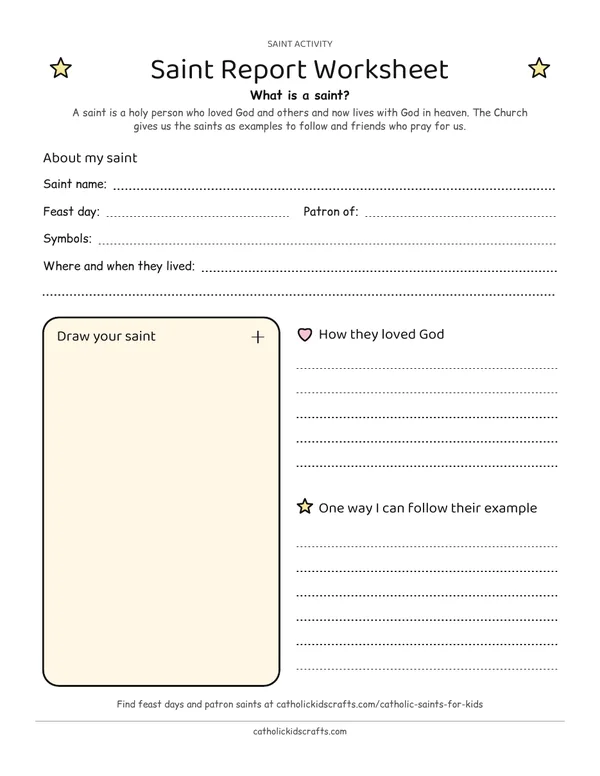 SAINT ACTIVITY
Saint Report Worksheet
What is a saint?
A saint is a holy person who loved God and others and now lives with God in heaven. The Church
gives us the saints as examples to follow and friends who pray for us.
About my saint
Saint name:
Feast day: Patron of:
Symbols:
Where and when they lived:
Draw your saint
How they loved God
One way I can follow their example
Find feast days and patron saints at catholickidscrafts.com/catholic-saints-for-kids
catholickidscrafts.com